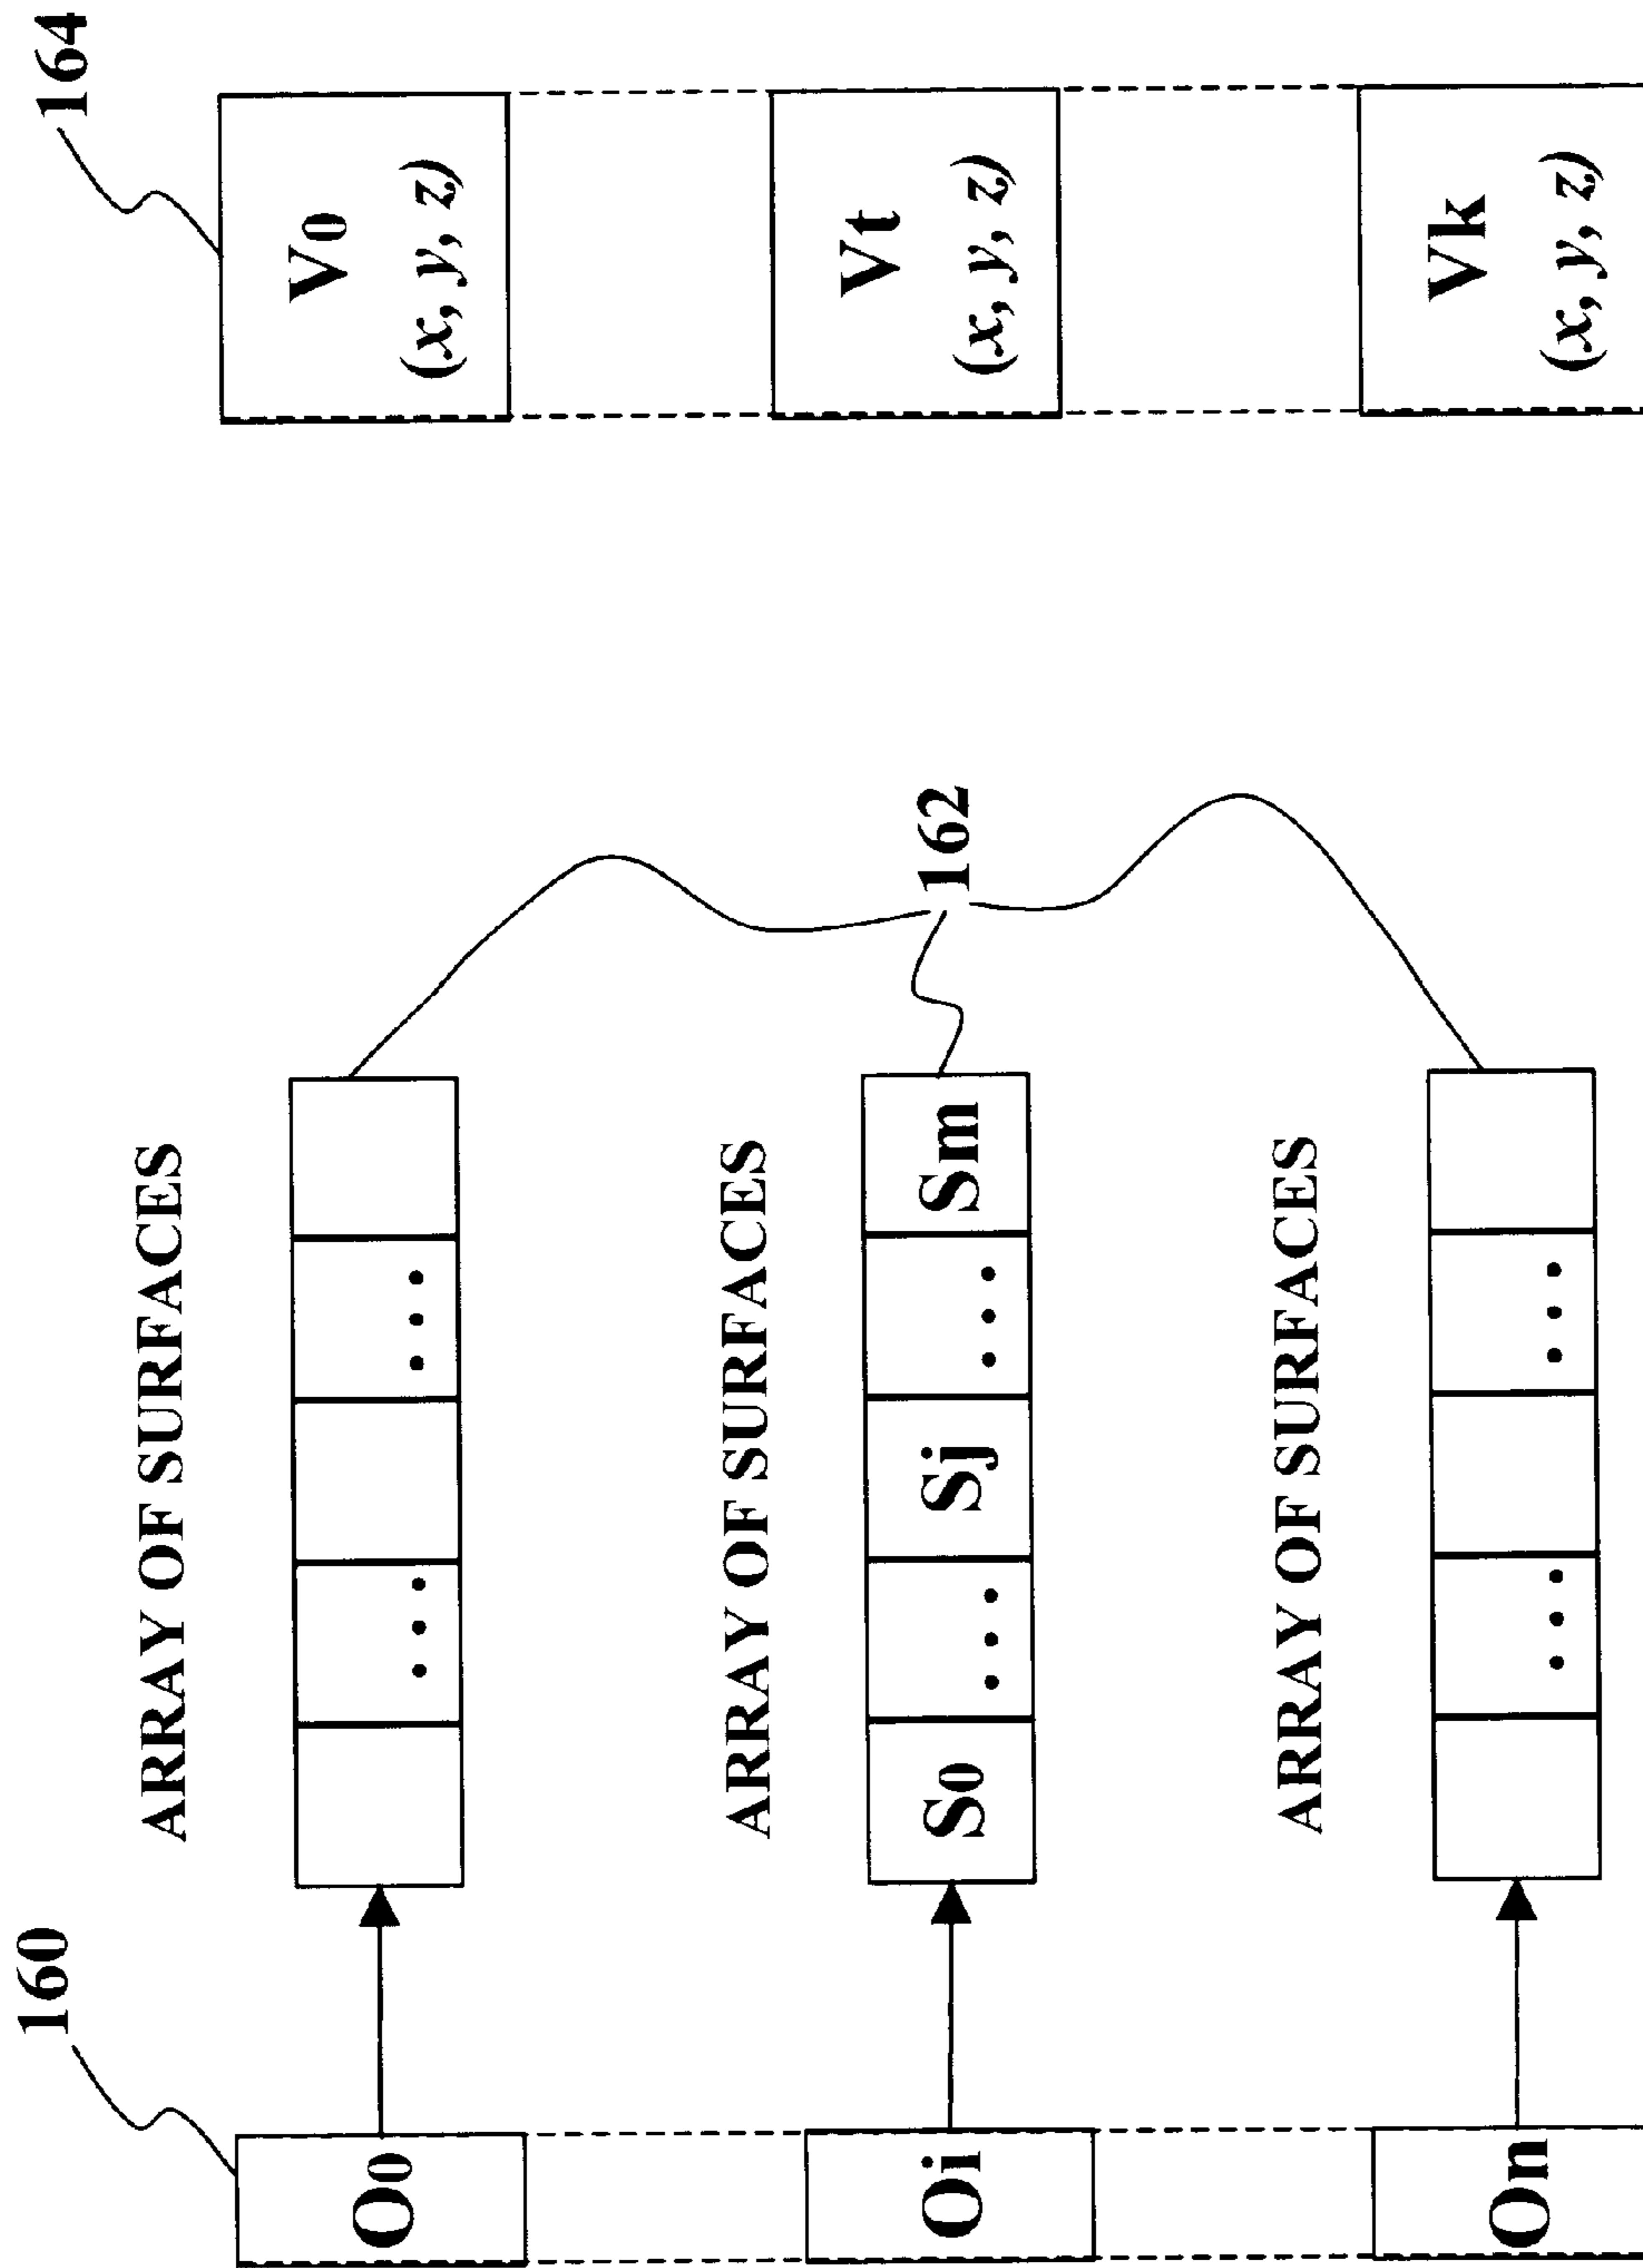 160
164
ARRAY OF SURFACES
O0
V0
(x, y, z)
162
ARRAY OF SURFACES
Oi
S0
...
Sj
...
Sm
Vt
(x, y, z)
ARRAY OF SURFACES
On
Vk
(x, y, z)